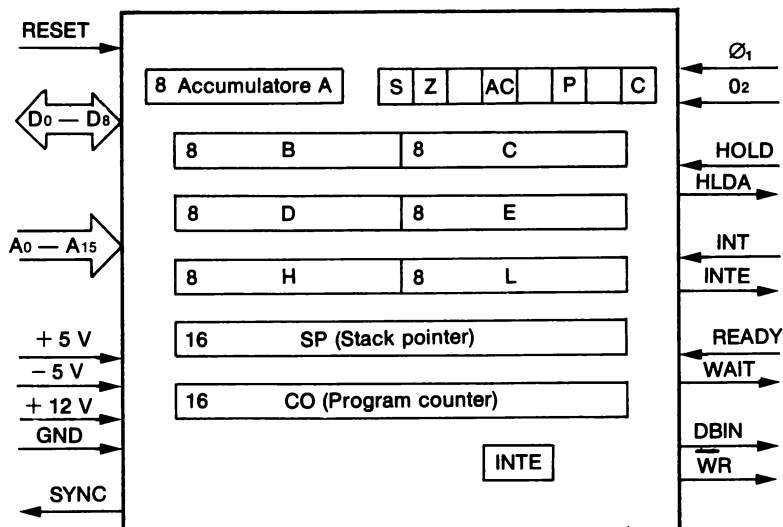 RESET
8 Accumulatore A
S Z AC P C
Ø1
02
D0 — D8
8 B 8 C
HOLD
HLDA
8 D 8 E
A0 — A15
INT
8 H 8 L
INTE
+ 5 V
16 SP (Stack pointer)
READY
− 5 V
WAIT
+ 12 V
16 CO (Program counter)
GND
DBIN
INTE
W̅R
SYNC